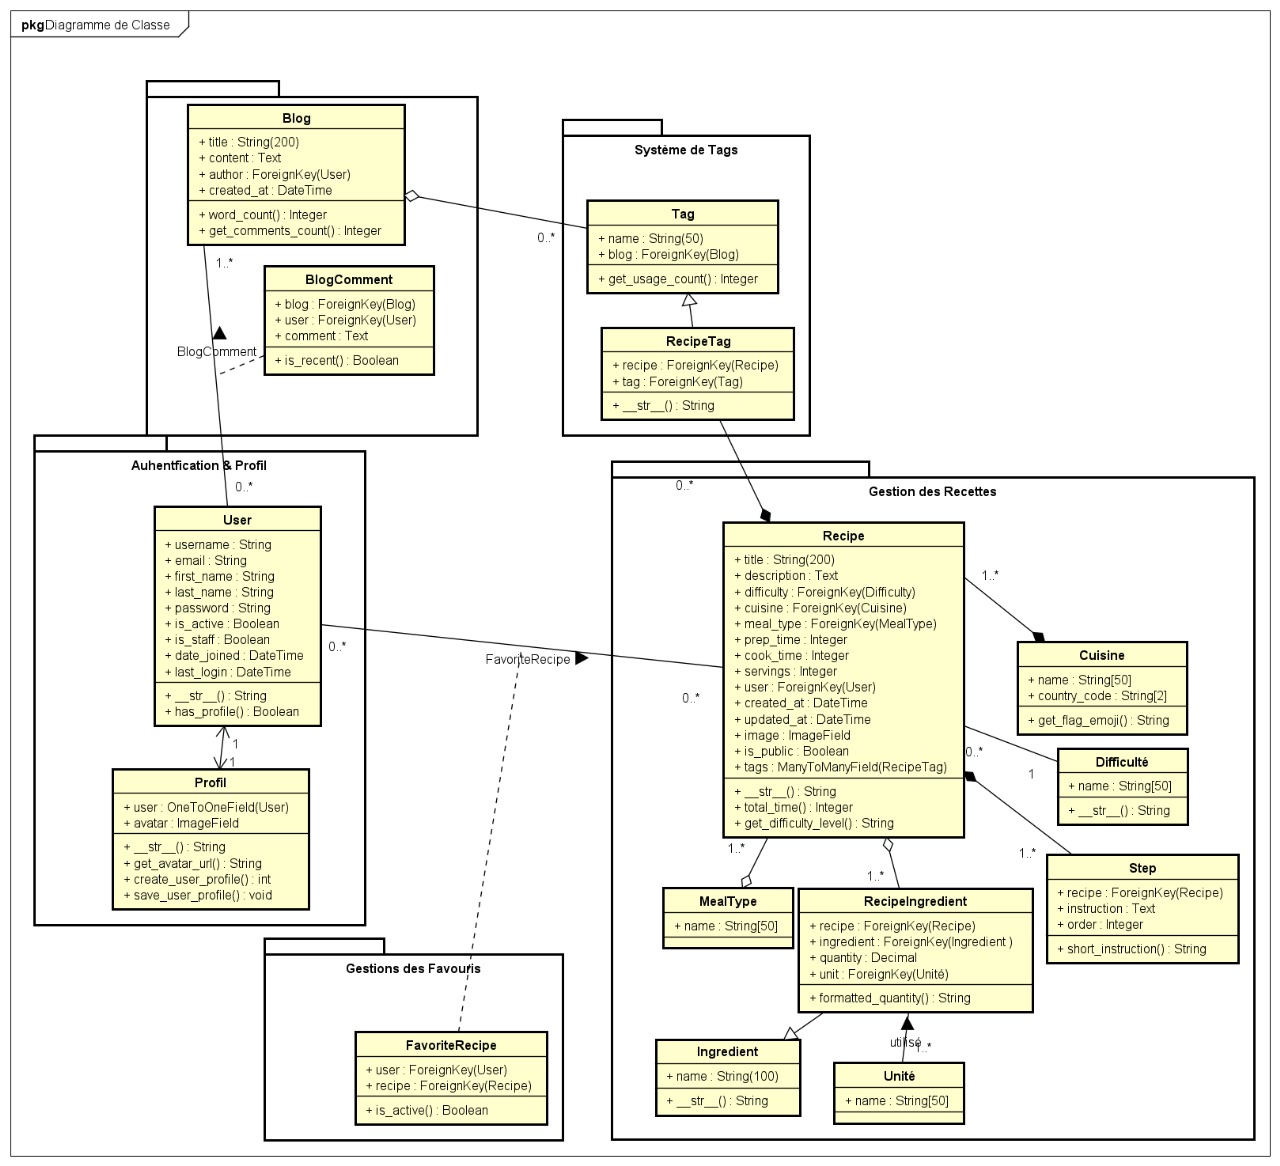 pkg Diagramme de Classe
Blog
+ title : String(200)
+ content : Text
+ author : ForeignKey(User)
+ created_at : DateTime
+ word_count() : Integer
+ get_comments_count() : Integer
1..*
BlogComment
+ blog : ForeignKey(Blog)
+ user : ForeignKey(User)
+ comment : Text
+ is_recent() : Boolean
BlogComment
0..*
Système de Tags
Tag
+ name : String(50)
+ blog : ForeignKey(Blog)
+ get_usage_count() : Integer
0..*
RecipeTag
+ recipe : ForeignKey(Recipe)
+ tag : ForeignKey(Tag)
+ __str__() : String
0..*
Auhentfication & Profil
User
+ username : String
+ email : String
+ first_name : String
+ last_name : String
+ password : String
+ is_active : Boolean
+ is_staff : Boolean
+ date_joined : DateTime
+ last_login : DateTime
+ __str__() : String
+ has_profile() : Boolean
0..*
FavoriteRecipe
0..*
1
1
Profil
+ user : OneToOneField(User)
+ avatar : ImageField
+ __str__() : String
+ get_avatar_url() : String
+ create_user_profile() : int
+ save_user_profile() : void
Gestions des Favouris
FavoriteRecipe
+ user : ForeignKey(User)
+ recipe : ForeignKey(Recipe)
+ is_active() : Boolean
Gestion des Recettes
Recipe
+ title : String(200)
+ description : Text
+ difficulty : ForeignKey(Difficulty)
+ cuisine : ForeignKey(Cuisine)
+ meal_type : ForeignKey(MealType)
+ prep_time : Integer
+ cook_time : Integer
+ servings : Integer
+ user : ForeignKey(User)
+ created_at : DateTime
+ updated_at : DateTime
+ image : ImageField
+ is_public : Boolean
+ tags : ManyToManyField(RecipeTag)
+ __str__() : String
+ total_time() : Integer
+ get_difficulty_level() : String
1..*
Cuisine
+ name : String[50]
+ country_code : String[2]
+ get_flag_emoji() : String
0..*
1
Difficulté
+ name : String[50]
+ __str__() : String
1..*
Step
+ recipe : ForeignKey(Recipe)
+ instruction : Text
+ order : Integer
+ short_instruction() : String
1..*
MealType
+ name : String[50]
1..*
RecipeIngredient
+ recipe : ForeignKey(Recipe)
+ ingredient : ForeignKey(Ingredient )
+ quantity : Decimal
+ unit : ForeignKey(Unité)
+ formatted_quantity() : String
utilisé
1..*
Ingredient
+ name : String(100)
+ __str__() : String
Unité
+ name : String[50]